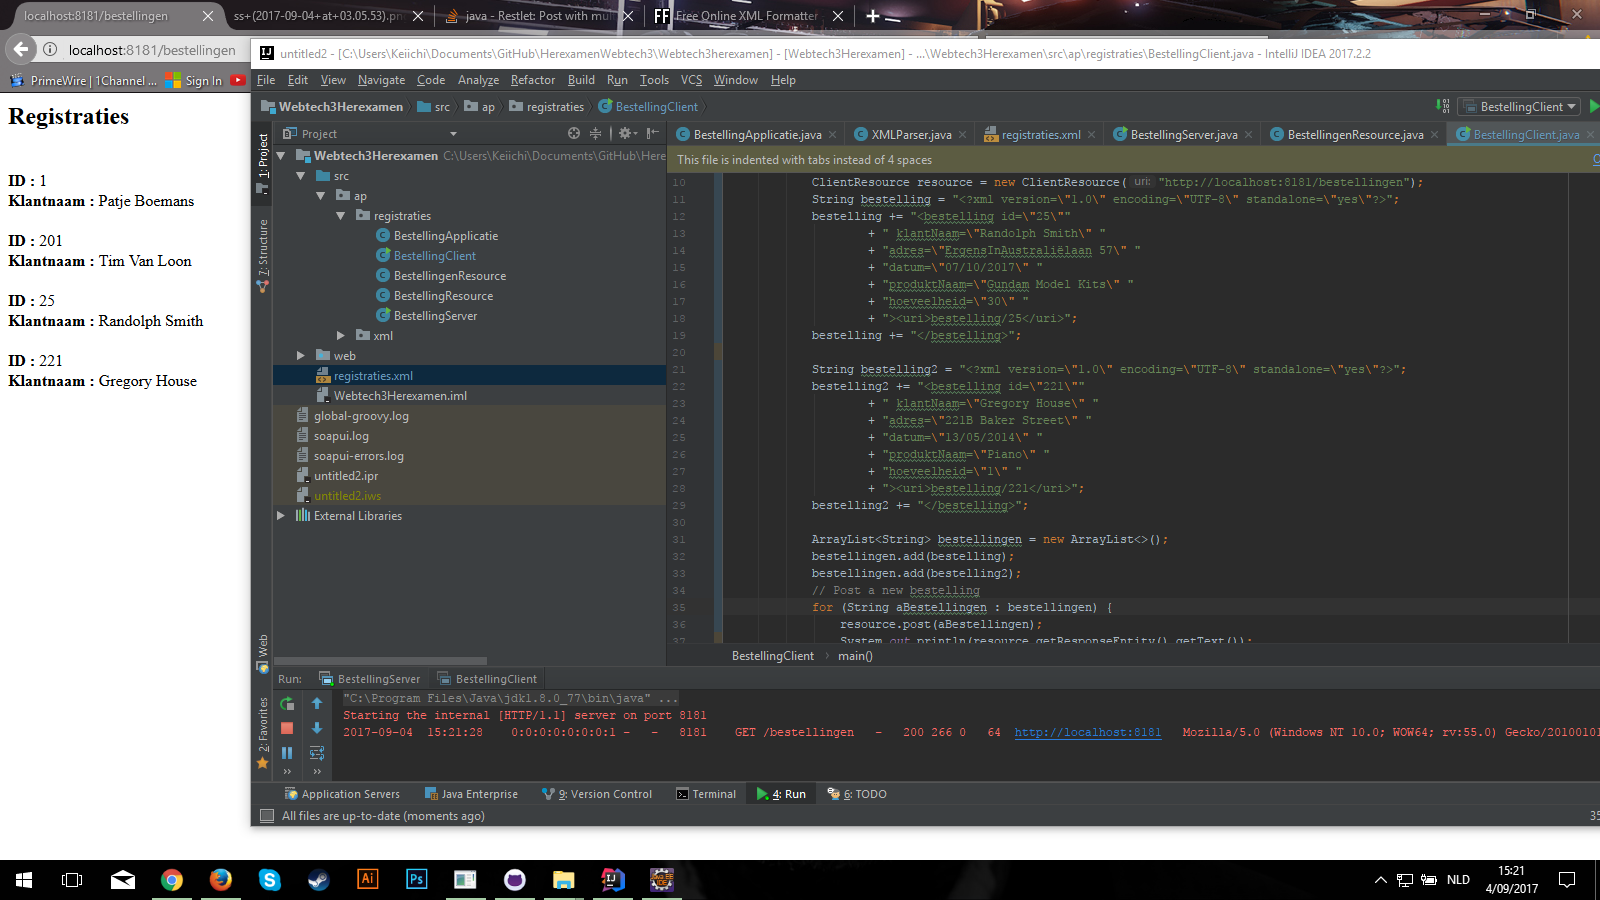 localhost:8181/bestellingen
ss+(2017-09-04+at+03.05.53).pn
java - Restlet: Post with mult
Free Online XML Formatter
localhost:8181/bestellingen
PrimeWire | 1Channel ...
Sign In
Registraties
ID : 1
Klantnaam : Patje Boemans
ID : 201
Klantnaam : Tim Van Loon
ID : 25
Klantnaam : Randolph Smith
ID : 221
Klantnaam : Gregory House
untitled2 - [C:\Users\Keiichi\Documents\GitHub\HerexamenWebtech3\Webtech3herexamen] - [Webtech3Herexamen] - ...\Webtech3Herexamen\src\ap\registraties\BestellingClient.java - IntelliJ IDEA 2017.2.2
File Edit View Navigate Code Analyze Refactor Build Run Tools VCS Window Help
Webtech3Herexamen src ap registraties BestellingClient
BestellingClient
1: Project
7: Structure
Web
2: Favorites
Project
Webtech3Herexamen C:\Users\Keiichi\Documents\GitHub\Here
src
ap
registraties
BestellingApplicatie
BestellingClient
BestellingenResource
BestellingResource
BestellingServer
xml
web
registraties.xml
Webtech3Herexamen.iml
global-groovy.log
soapui.log
soapui-errors.log
untitled2.ipr
untitled2.iws
External Libraries
BestellingApplicatie.java XMLParser.java registraties.xml BestellingServer.java BestellingenResource.java BestellingClient.java
This file is indented with tabs instead of 4 spaces
10 ClientResource resource = new ClientResource( uri: "http://localhost:8181/bestellingen");
11 String bestelling = "<?xml version=\"1.0\" encoding=\"UTF-8\" standalone=\"yes\"?>";
12 bestelling += "<bestelling id=\"25\""
13 + " klantNaam=\"Randolph Smith\" "
14 + "adres=\"ErgensInAustraliëlaan 57\" "
15 + "datum=\"07/10/2017\" "
16 + "produktNaam=\"Gundam Model Kits\" "
17 + "hoeveelheid=\"30\" "
18 + "><uri>bestelling/25</uri>";
19 bestelling += "</bestelling>";
20
21 String bestelling2 = "<?xml version=\"1.0\" encoding=\"UTF-8\" standalone=\"yes\"?>";
22 bestelling2 += "<bestelling id=\"221\""
23 + " klantNaam=\"Gregory House\" "
24 + "adres=\"221B Baker Street\" "
25 + "datum=\"13/05/2014\" "
26 + "produktNaam=\"Piano\" "
27 + "hoeveelheid=\"1\" "
28 + "><uri>bestelling/221</uri>";
29 bestelling2 += "</bestelling>";
30
31 ArrayList<String> bestellingen = new ArrayList<>();
32 bestellingen.add(bestelling);
33 bestellingen.add(bestelling2);
34 // Post a new bestelling
35 for (String aBestellingen : bestellingen) {
36 resource.post(aBestellingen);
37 System.out.println(resource.getResponseEntity().getText());
BestellingClient main()
Run: BestellingServer BestellingClient
"C:\Program Files\Java\jdk1.8.0_77\bin\java" ...
Starting the internal [HTTP/1.1] server on port 8181
2017-09-04 15:21:28 0:0:0:0:0:0:0:1 - - 8181 GET /bestellingen - 200 266 0 64 http://localhost:8181 Mozilla/5.0 (Windows NT 10.0; WOW64; rv:55.0) Gecko/20100101
Application Servers Java Enterprise 9: Version Control Terminal 4: Run 6: TODO
All files are up-to-date (moments ago)
35
NLD
15:21
4/09/2017